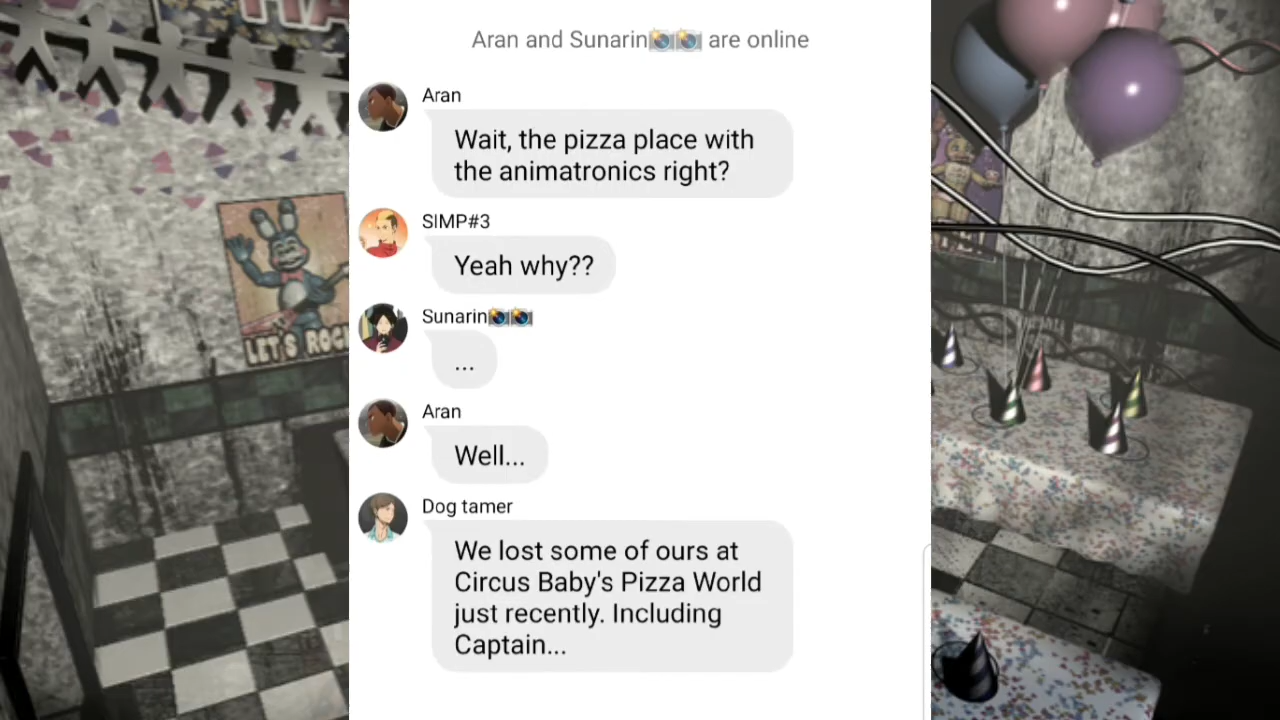 Aran and Sunarin📸📸 are online
Aran
Wait, the pizza place with
the animatronics right?
SIMP#3
Yeah why??
Sunarin📸📸
...
Aran
Well...
Dog tamer
We lost some of ours at
Circus Baby's Pizza World
just recently. Including
Captain...
LET'S ROCK